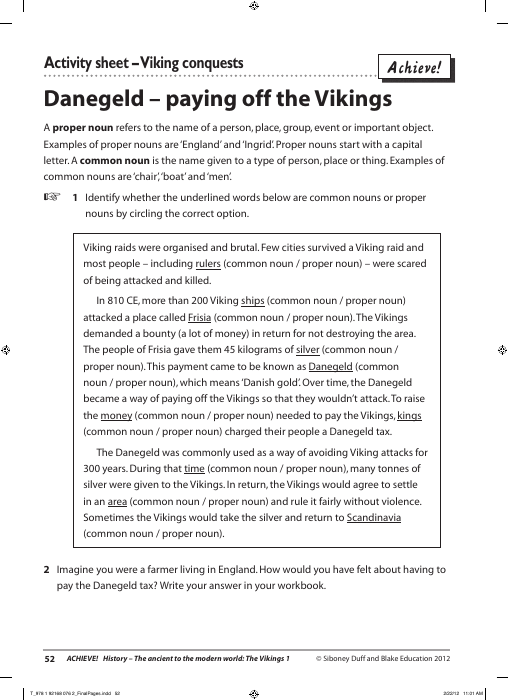 Activity sheet – Viking conquests
Achieve!
Danegeld – paying off the Vikings
A proper noun refers to the name of a person, place, group, event or important object.
Examples of proper nouns are ‘England’ and ‘Ingrid’. Proper nouns start with a capital
letter. A common noun is the name given to a type of person, place or thing. Examples of
common nouns are ‘chair’, ‘boat’ and ‘men’.
1 Identify whether the underlined words below are common nouns or proper
nouns by circling the correct option.
Viking raids were organised and brutal. Few cities survived a Viking raid and
most people – including rulers (common noun / proper noun) – were scared
of being attacked and killed.
In 810 CE, more than 200 Viking ships (common noun / proper noun)
attacked a place called Frisia (common noun / proper noun). The Vikings
demanded a bounty (a lot of money) in return for not destroying the area.
The people of Frisia gave them 45 kilograms of silver (common noun /
proper noun). This payment came to be known as Danegeld (common
noun / proper noun), which means ‘Danish gold’. Over time, the Danegeld
became a way of paying off the Vikings so that they wouldn’t attack. To raise
the money (common noun / proper noun) needed to pay the Vikings, kings
(common noun / proper noun) charged their people a Danegeld tax.
The Danegeld was commonly used as a way of avoiding Viking attacks for
300 years. During that time (common noun / proper noun), many tonnes of
silver were given to the Vikings. In return, the Vikings would agree to settle
in an area (common noun / proper noun) and rule it fairly without violence.
Sometimes the Vikings would take the silver and return to Scandinavia
(common noun / proper noun).
2 Imagine you were a farmer living in England. How would you have felt about having to
pay the Danegeld tax? Write your answer in your workbook.
52 ACHIEVE! History – The ancient to the modern world: The Vikings 1 © Siboney Duff and Blake Education 2012